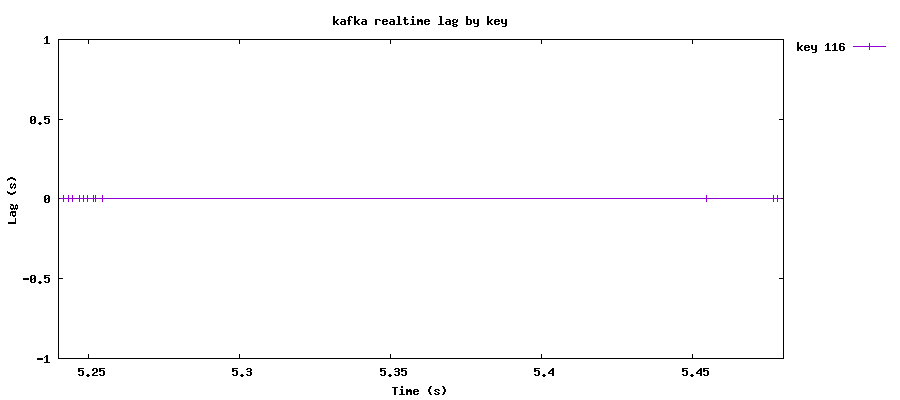 kafka realtime lag by key
key 116
1
0.5
0
-0.5
-1
Lag (s)
5.25 5.3 5.35 5.4 5.45
Time (s)